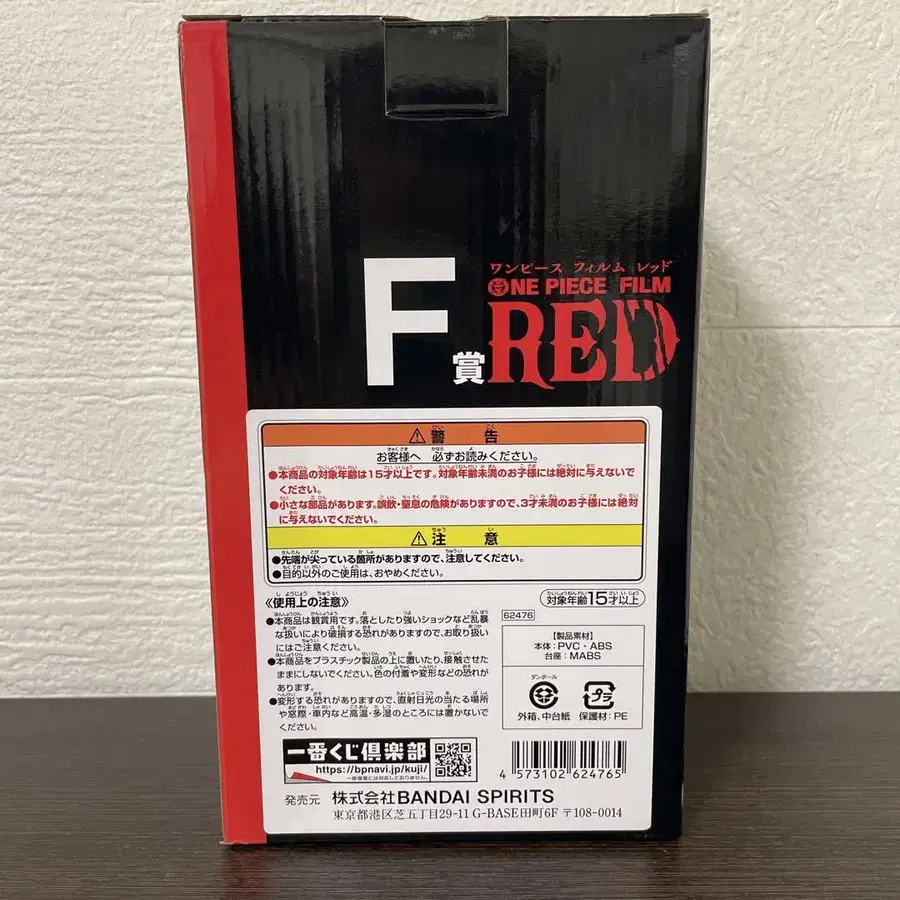 F賞
ワンピース フィルム レッド
ONE PIECE FILM
RED
警告
お客様へ 必ずお読みください。
●本商品の対象年齢は15才以上です。対象年齢未満のお子様には絶対に与えないで
ください。
●小さな部品があります。誤飲・窒息の危険がありますので、3才未満のお子様には絶対
に与えないでください。
注意
●先端が尖っている箇所がありますので、注意してください。
●目的以外のご使用は、おやめください。
《使用上の注意》
●本商品は観賞用です。落としたり強いショックなど乱暴
な扱いにより破損する恐れがありますので、お取り扱い
にはご注意ください。
●本商品をプラスチック製品の上に置いたり、接触させた
ままにしないでください。色の付着や変形などの恐れが
あります。
●変形する恐れがありますので、直射日光の当たる場所
や窓際・車内など高温・多湿のところには置かないで
ください。
対象年齢15才以上
62476
【製品素材】
本体:PVC・ABS
台座:MABS
ダンボール
外箱、中台紙
プラ
保護材:PE
一番くじ倶楽部
https://bpnavi.jp/kuji/
一部機種には対応しておりません。
4 573102 624765
発売元 株式会社BANDAI SPIRITS
東京都港区芝五丁目29-11 G-BASE田町6F 〒108-0014